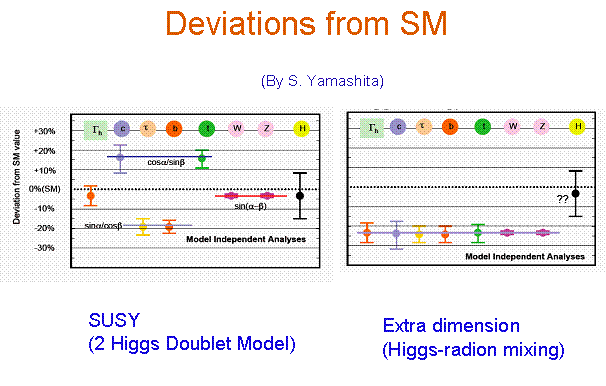 Deviations from SM
(By S. Yamashita)
Γh c τ b t W Z H
Deviation from SM value
+30%
+20%
+10%
0%(SM)
-10%
-20%
-30%
cosα/sinβ
sin(α-β)
sinα/cosβ
Model Independent Analyses
Γh c τ b t W Z H
??
Model Independent Analyses
SUSY
(2 Higgs Doublet Model)
Extra dimension
(Higgs-radion mixing)